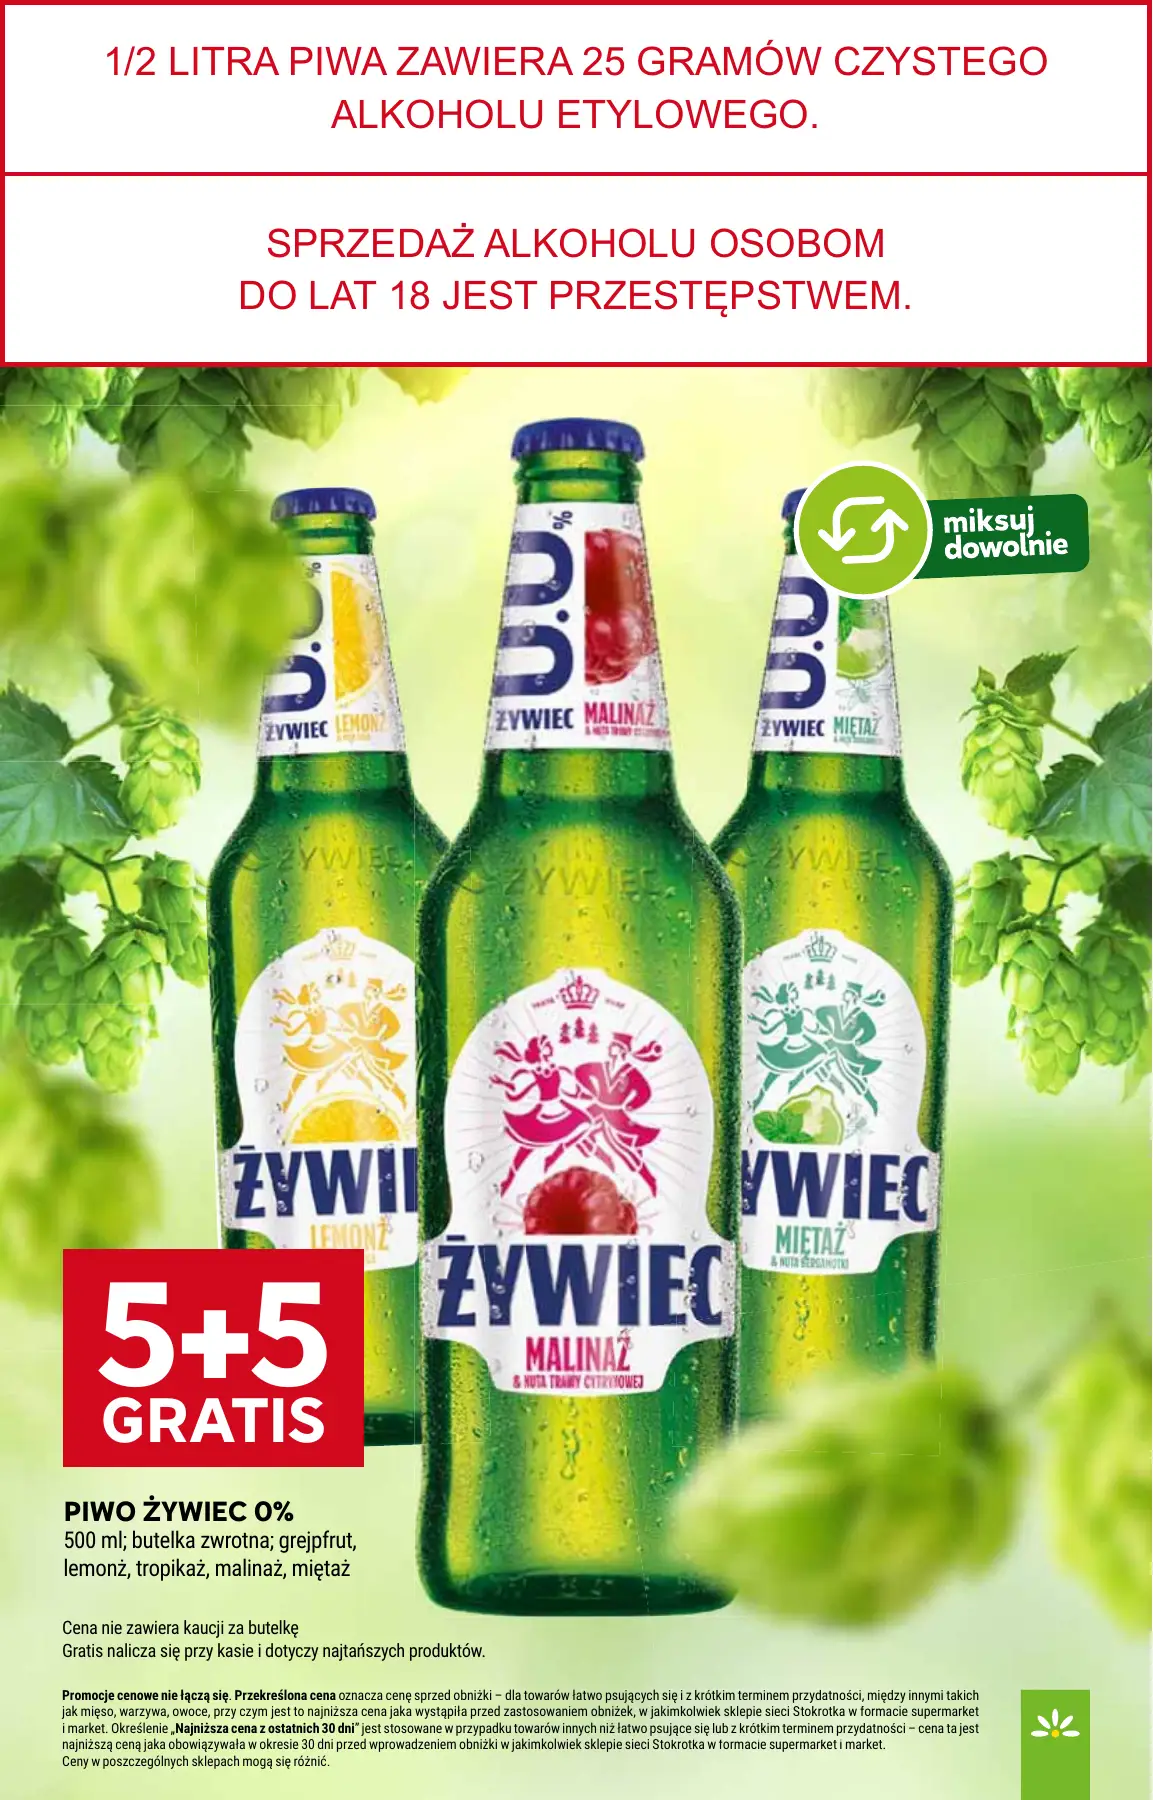 1/2 LITRA PIWA ZAWIERA 25 GRAMÓW CZYSTEGO
ALKOHOLU ETYLOWEGO.
SPRZEDAŻ ALKOHOLU OSOBOM
DO LAT 18 JEST PRZESTĘPSTWEM.
miksuj
dowolnie
0.0%
ŻYWIEC LEMONŻ
0.0%
ŻYWIEC MALINAŻ
& NUTA TRAWY
0.0%
ŻYWIEC MIĘTAŻ
ŻYWIEC
ŻYWIEC
ŻYWIEC
ŻYWI
LEMONŻ
ŻYWIEC
MALINAŻ
& NUTA TRAWY CYTRYNOWEJ
YWIEC
MIĘTAŻ
& NUTA BERGAMOTKI
5+5
GRATIS
PIWO ŻYWIEC 0%
500 ml; butelka zwrotna; grejpfrut,
lemonż, tropikaż, malinaż, miętaż
Cena nie zawiera kaucji za butelkę
Gratis nalicza się przy kasie i dotyczy najtańszych produktów.
Promocje cenowe nie łączą się. Przekreślona cena oznacza cenę sprzed obniżki – dla towarów łatwo psujących się i z krótkim terminem przydatności, między innymi takich
jak mięso, warzywa, owoce, przy czym jest to najniższa cena jaka wystąpiła przed zastosowaniem obniżek, w jakimkolwiek sklepie sieci Stokrotka w formacie supermarket
i market. Określenie „Najniższa cena z ostatnich 30 dni” jest stosowane w przypadku towarów innych niż łatwo psujące się lub z krótkim terminem przydatności – cena ta jest
najniższą ceną jaka obowiązywała w okresie 30 dni przed wprowadzeniem obniżki w jakimkolwiek sklepie sieci Stokrotka w formacie supermarket i market.
Ceny w poszczególnych sklepach mogą się różnić.